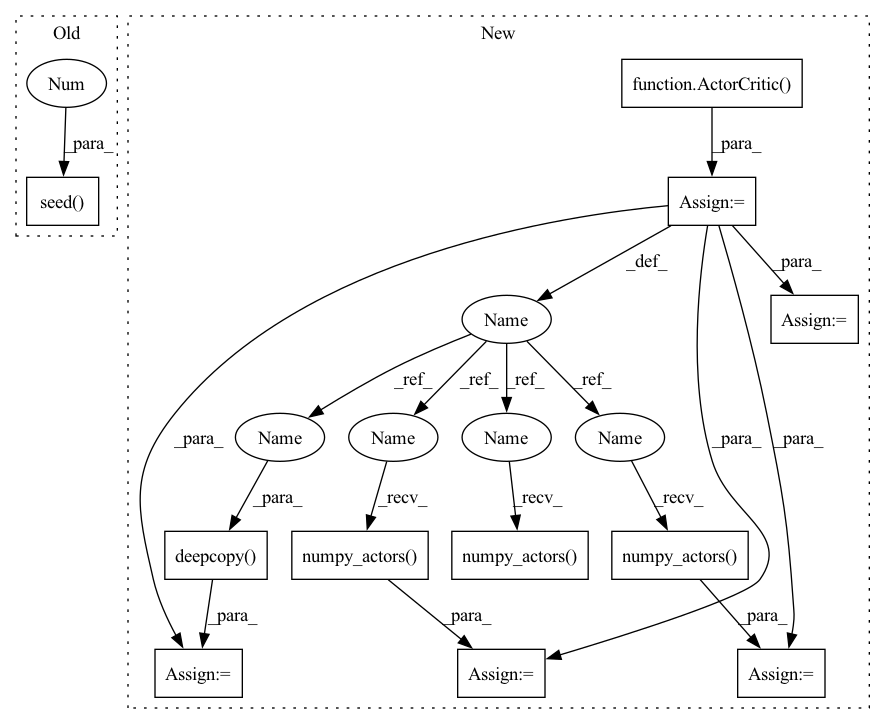 Old
New
Num
function.ActorCritic()
_para_
_para_
seed()
Assign:=
_def_
_para_
Name
Assign:=
_ref_
_ref_
_ref_
_ref_
_para_
Name
Name
Name
Name
_para_
_para_
_para_
_recv_
_recv_
_recv_
deepcopy()
numpy_actors()
numpy_actors()
numpy_actors()
_para_
_para_
_para_
Assign:=
Assign:=
Assign:=